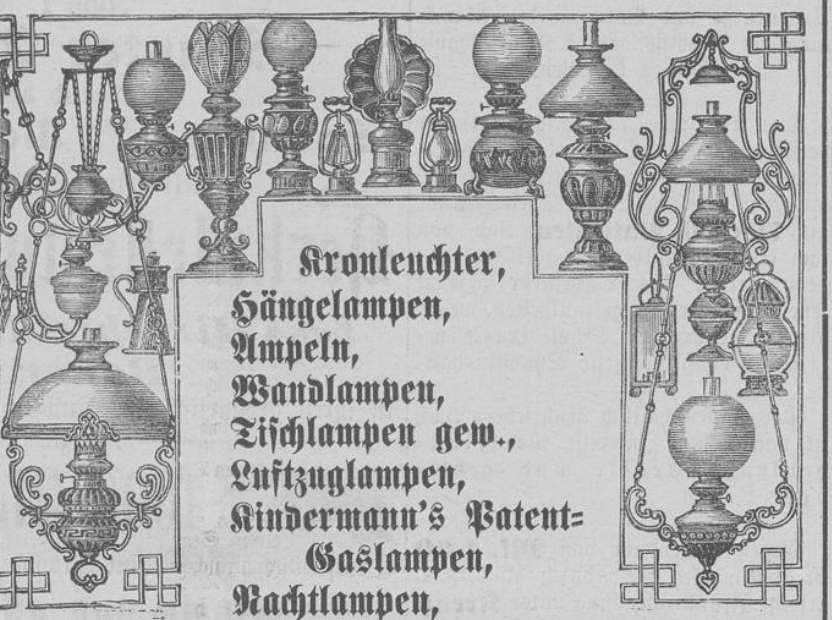 Kronleuchter,
Hängelampen,
Ampeln,
Wandlampen,
Tischlampen gew.,
Luftzuglampen,
Kindermann's Patent-
Gaslampen,
Nachtlampen,